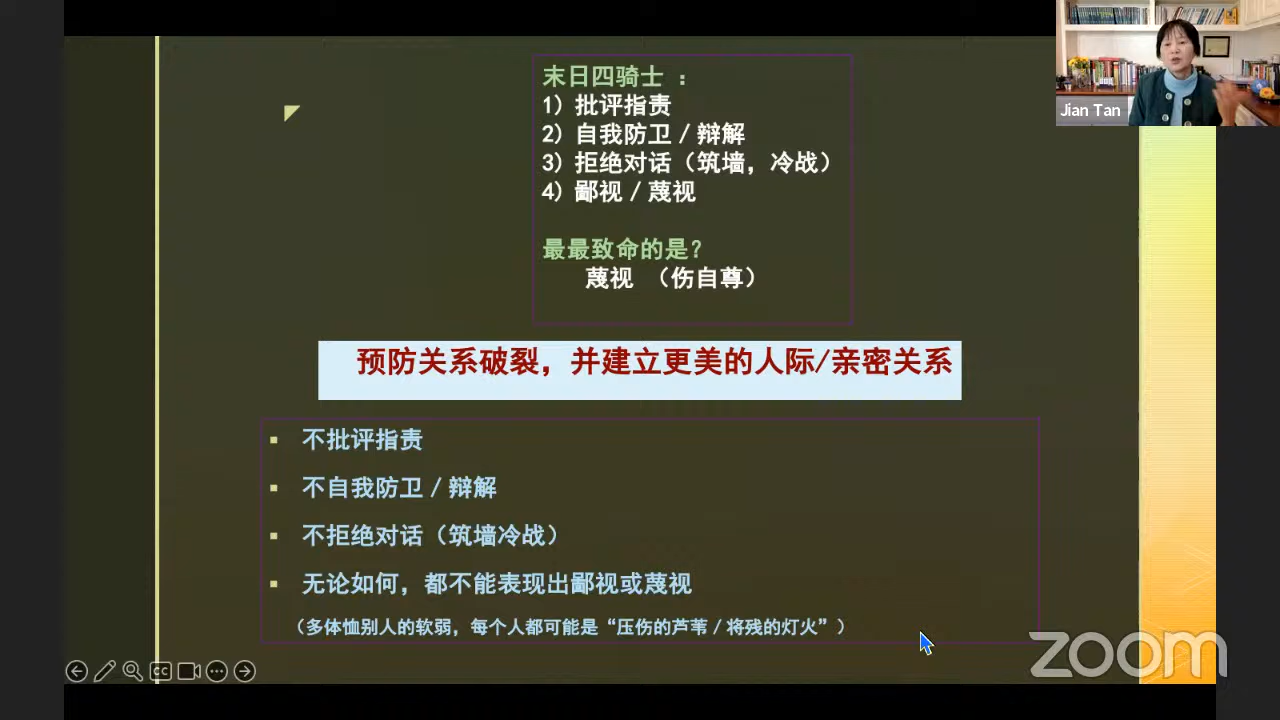 末日四骑士 ：
1) 批评指责
2) 自我防卫 / 辩解
3) 拒绝对话（筑墙，冷战）
4) 鄙视 / 蔑视
最最致命的是？
蔑视 （伤自尊）
预防关系破裂，并建立更美的人际/亲密关系
▪ 不批评指责
▪ 不自我防卫 / 辩解
▪ 不拒绝对话（筑墙冷战）
▪ 无论如何，都不能表现出鄙视或蔑视
（多体恤别人的软弱，每个人都可能是“压伤的芦苇 / 将残的灯火”）
Jian Tan
CC
zoom